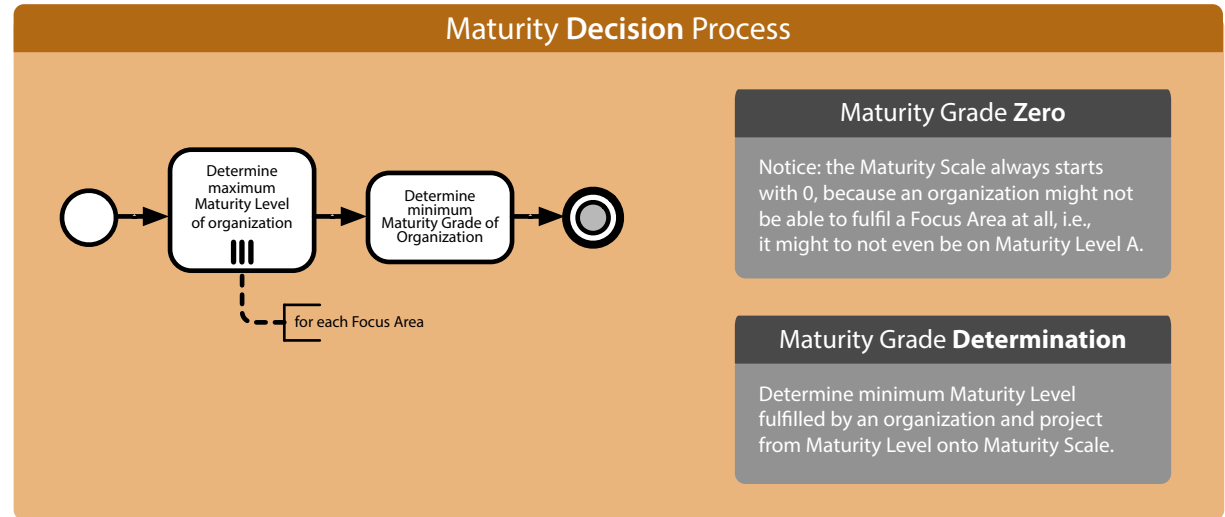 Maturity Decision Process
Determine
maximum
Maturity Level
of organization
Determine
minimum
Maturity Grade of
Organization
for each Focus Area
Maturity Grade Zero
Notice: the Maturity Scale always starts
with 0, because an organization might not
be able to fulfil a Focus Area at all, i.e.,
it might to not even be on Maturity Level A.
Maturity Grade Determination
Determine minimum Maturity Level
fulfilled by an organization and project
from Maturity Level onto Maturity Scale.